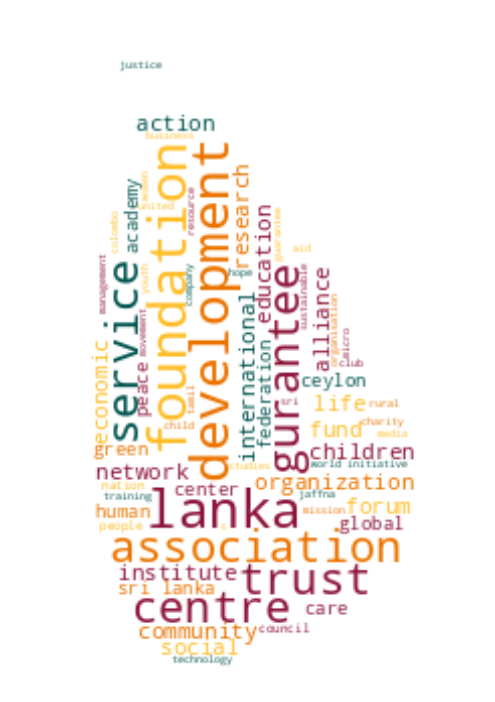 justice
action
business
foundation
development
women
united
academy
colombo
resource
research
education
guarantee
aid
management
service
youth
company
hope
international
federation
gurantee
sustainable
alliance
organisation
micro
club
movement
peace
economic
tamil
child
sri
ceylon
life
rural
fund
charity
media
green
children
network
studies
world
initiative
nation
center
organization
training
jaffna
human
lanka
mission
forum
people
global
association
institute
trust
sri lanka
centre
care
community
council
social
technology